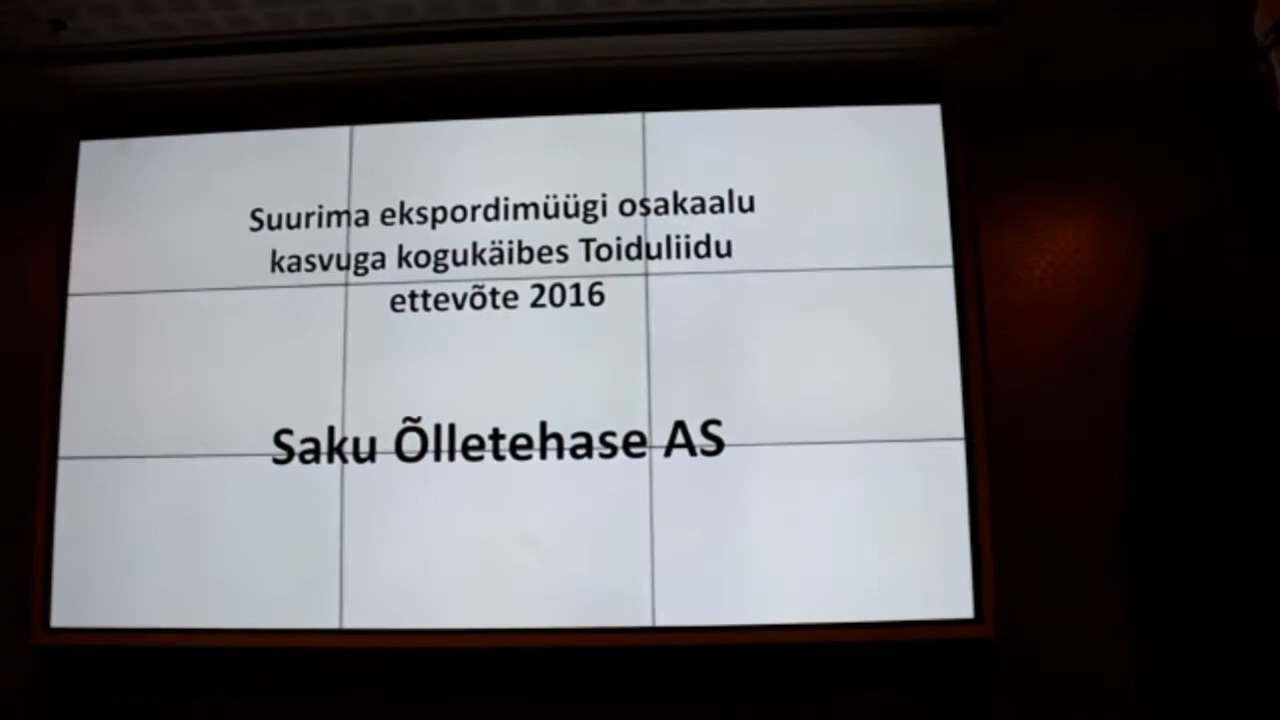 Suurima ekspordimüügi osakaalu
kasvuga kogukäibes Toiduliidu
ettevõte 2016
Saku Õlletehase AS